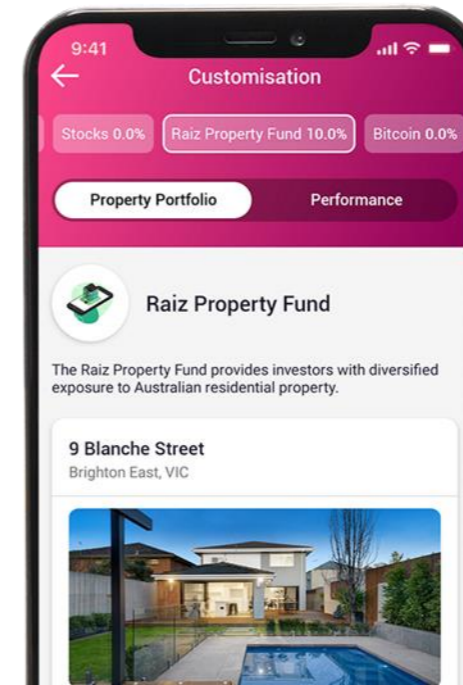 9:41
Customisation
Stocks 0.0%
Raiz Property Fund 10.0%
Bitcoin 0.0%
Property Portfolio
Performance
Raiz Property Fund
The Raiz Property Fund provides investors with diversified
exposure to Australian residential property.
9 Blanche Street
Brighton East, VIC